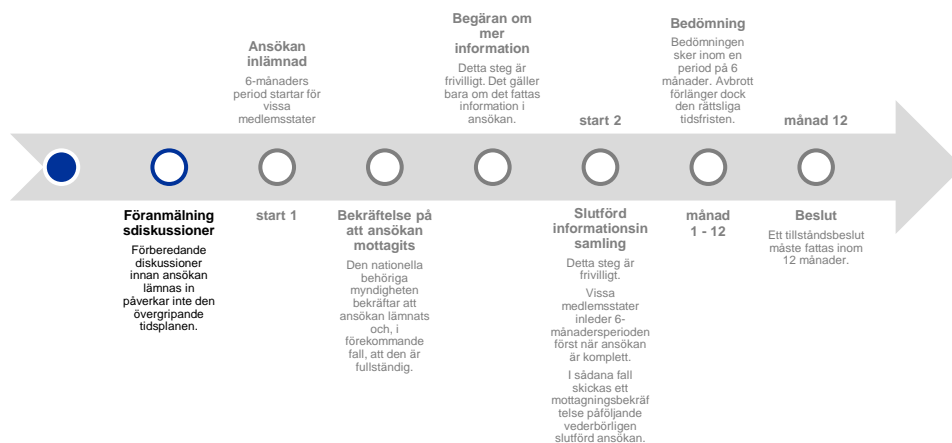 Ansökan
inlämnad
6-månaders
period startar för
vissa
medlemsstater
Begäran om
mer
information
Detta steg är
frivilligt. Det gäller
bara om det fattas
information i
ansökan.
Bedömning
Bedömningen
sker inom en
period på 6
månader. Avbrott
förlänger dock
den rättsliga
tidsfristen.
start 2
månad 12
Föranmälning
sdiskussioner
Förberedande
diskussioner
innan ansökan
lämnas in
påverkar inte den
övergripande
tidsplanen.
start 1
Bekräftelse på
att ansökan
mottagits
Den nationella
behöriga
myndigheten
bekräftar att
ansökan lämnats
och, i
förekommande
fall, att den är
fullständig.
Slutförd
informationsin
samling
Detta steg är
frivilligt.
Vissa
medlemsstater
inleder 6-
månadersperioden
först när ansökan
är komplett.
I sådana fall
skickas ett
mottagningsbekräf
telse påföljande
vederbörligen
slutförd ansökan.
månad
1 - 12
Beslut
Ett tillståndsbeslut
måste fattas inom
12 månader.